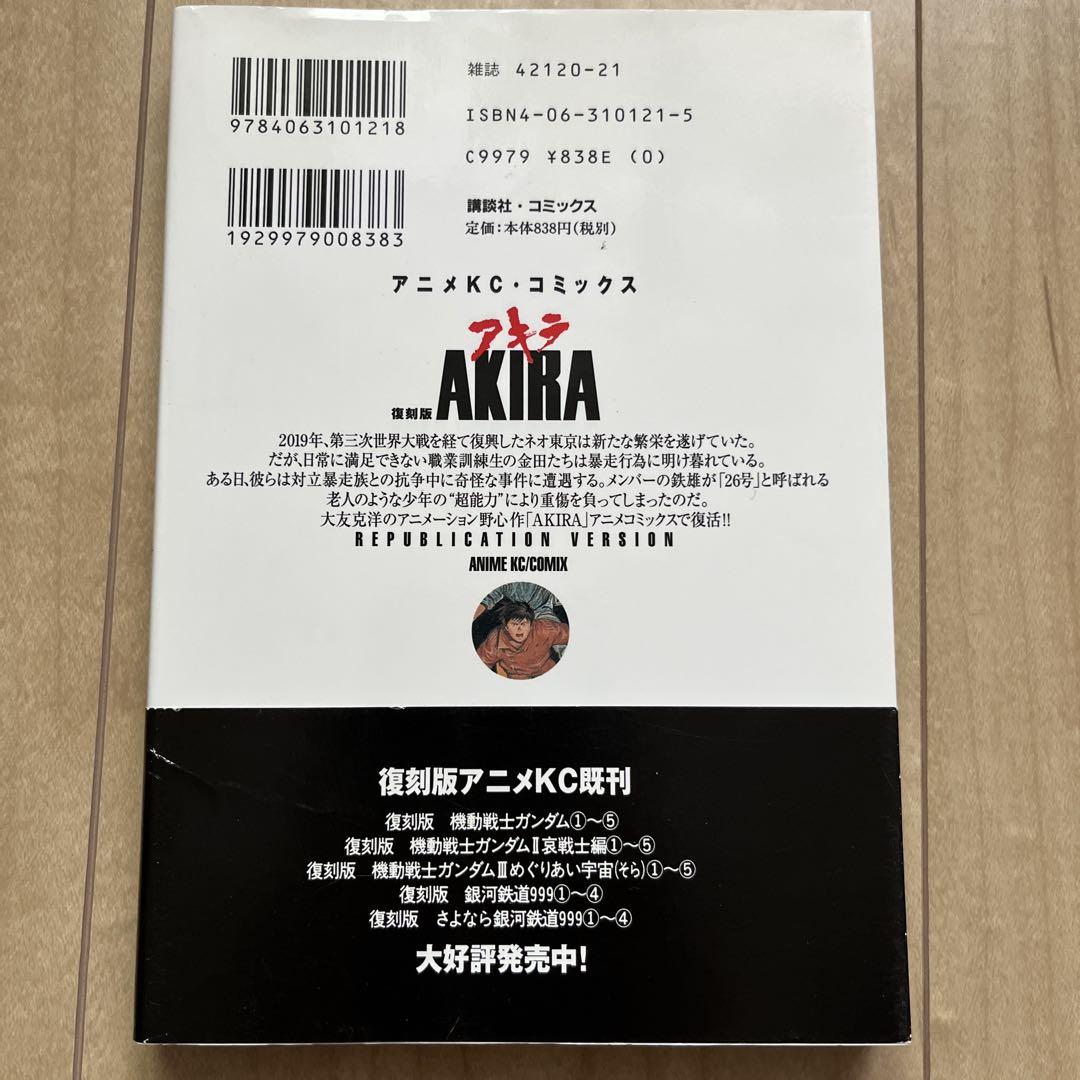 雑誌 42120-21
ISBN4-06-310121-5
9784063101218
C9979 ¥838E (0)
1929979008383
講談社・コミックス
定価：本体838円（税別）
アニメKC・コミックス
アキラ
復刻版 AKIRA
2019年、第三次世界大戦を経て復興したネオ東京は新たな繁栄を遂げていた。
だが、日常に満足できない職業訓練生の金田たちは暴走行為に明け暮れている。
ある日、彼らは対立暴走族との抗争中に奇怪な事件に遭遇する。メンバーの鉄雄が「26号」と呼ばれる
老人のような少年の“超能力”により重傷を負ってしまったのだ。
大友克洋のアニメーション野心作「AKIRA」アニメコミックスで復活!!
REPUBLICATION VERSION
ANIME KC/COMIX
復刻版アニメKC既刊
復刻版 機動戦士ガンダム①〜⑤
復刻版 機動戦士ガンダムⅡ哀戦士編①〜⑤
復刻版 機動戦士ガンダムⅢめぐりあい宇宙(そら)①〜⑤
復刻版 銀河鉄道999①〜④
復刻版 さよなら銀河鉄道999①〜④
大好評発売中!